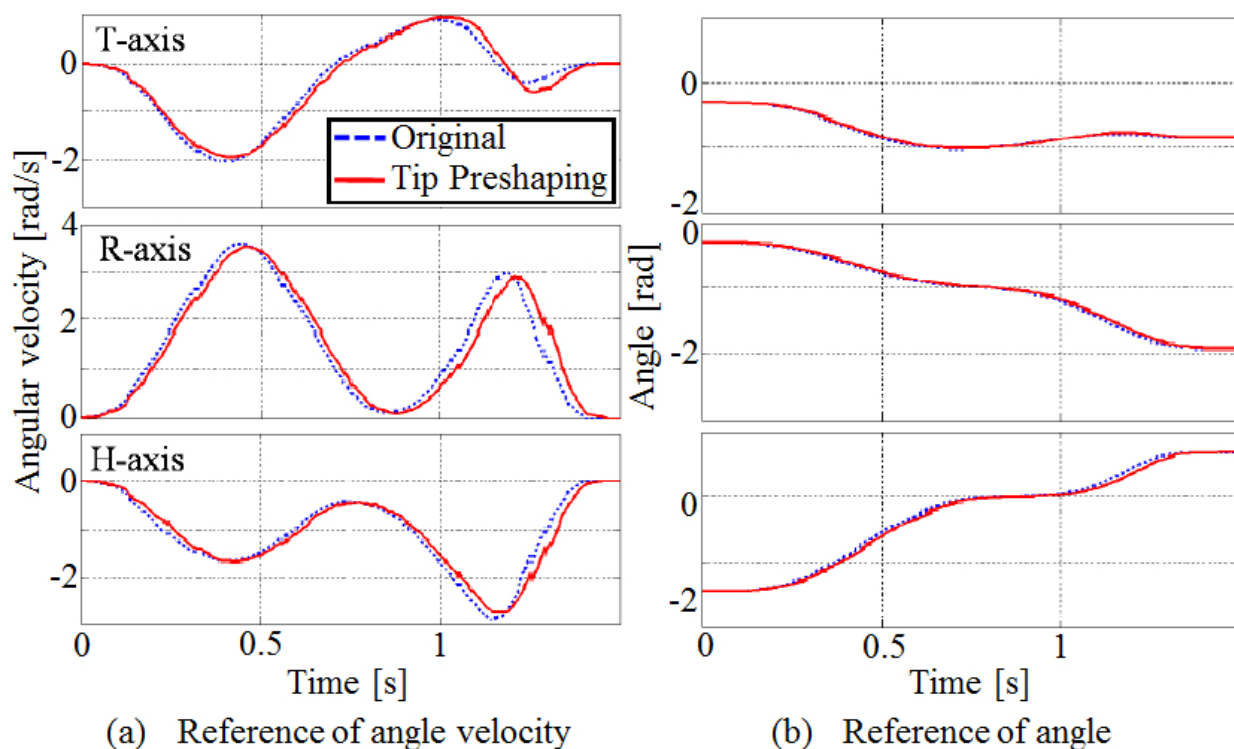 T-axis
0
-2
Original
Tip Preshaping
Angular velocity [rad/s]
R-axis
4
2
0
H-axis
0
-2
0
0.5
1
Time [s]
(a) Reference of angle velocity
0
-2
Angle [rad]
0
-2
0
-2
0
0.5
1
Time [s]
(b) Reference of angle